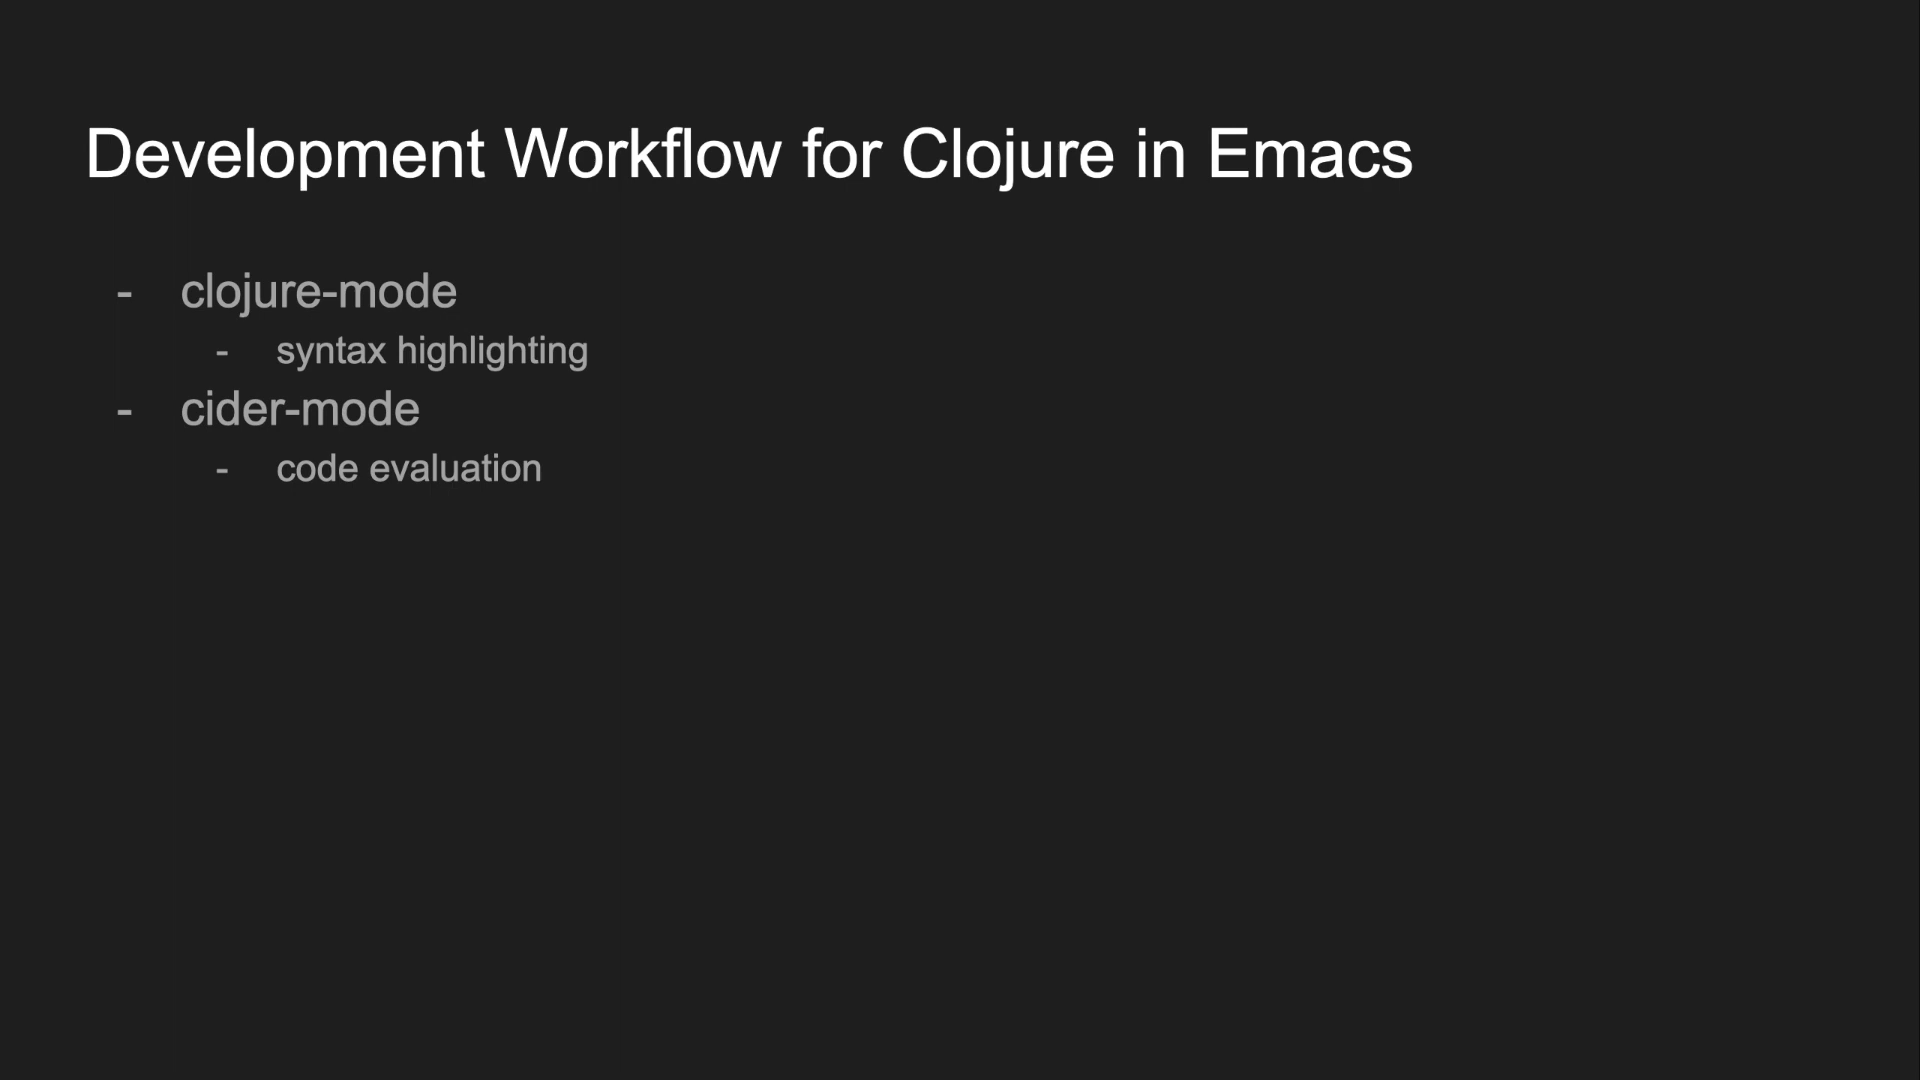 Development Workflow for Clojure in Emacs
- clojure-mode
- syntax highlighting
- cider-mode
- code evaluation